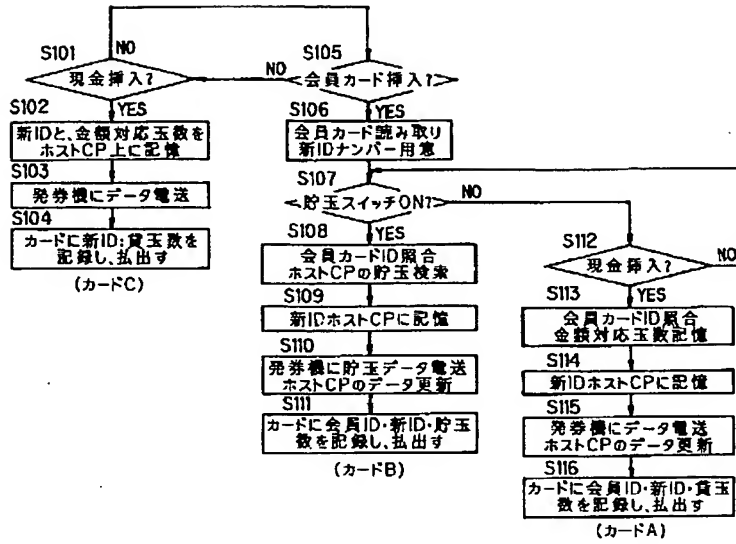 S101
NO
現金挿入?
S102
YES
新IDと、金額対応玉数を
ホストCP上に記憶
S103
発券機にデータ電送
S104
カードに新ID:貸玉数を
記録し、払出す
(カードC)
S105
NO
会員カード挿入?
S106
YES
会員カード読み取り
新IDナンバー用意
S107
貯玉スイッチON?
NO
S108
YES
会員カードID照合
ホストCPの貯玉検索
S109
新IDホストCPに記憶
S110
発券機に貯玉データ電送
ホストCPのデータ更新
S111
カードに会員ID・新ID・貯玉
数を記録し、払出す
(カードB)
S112
現金挿入?
NO
S113
YES
会員カードID照合
金額対応玉数記憶
S114
新IDホストCPに記憶
S115
発券機にデータ電送
ホストCPのデータ更新
S116
カードに会員ID・新ID・貸玉
数を記録し、払出す
(カードA)